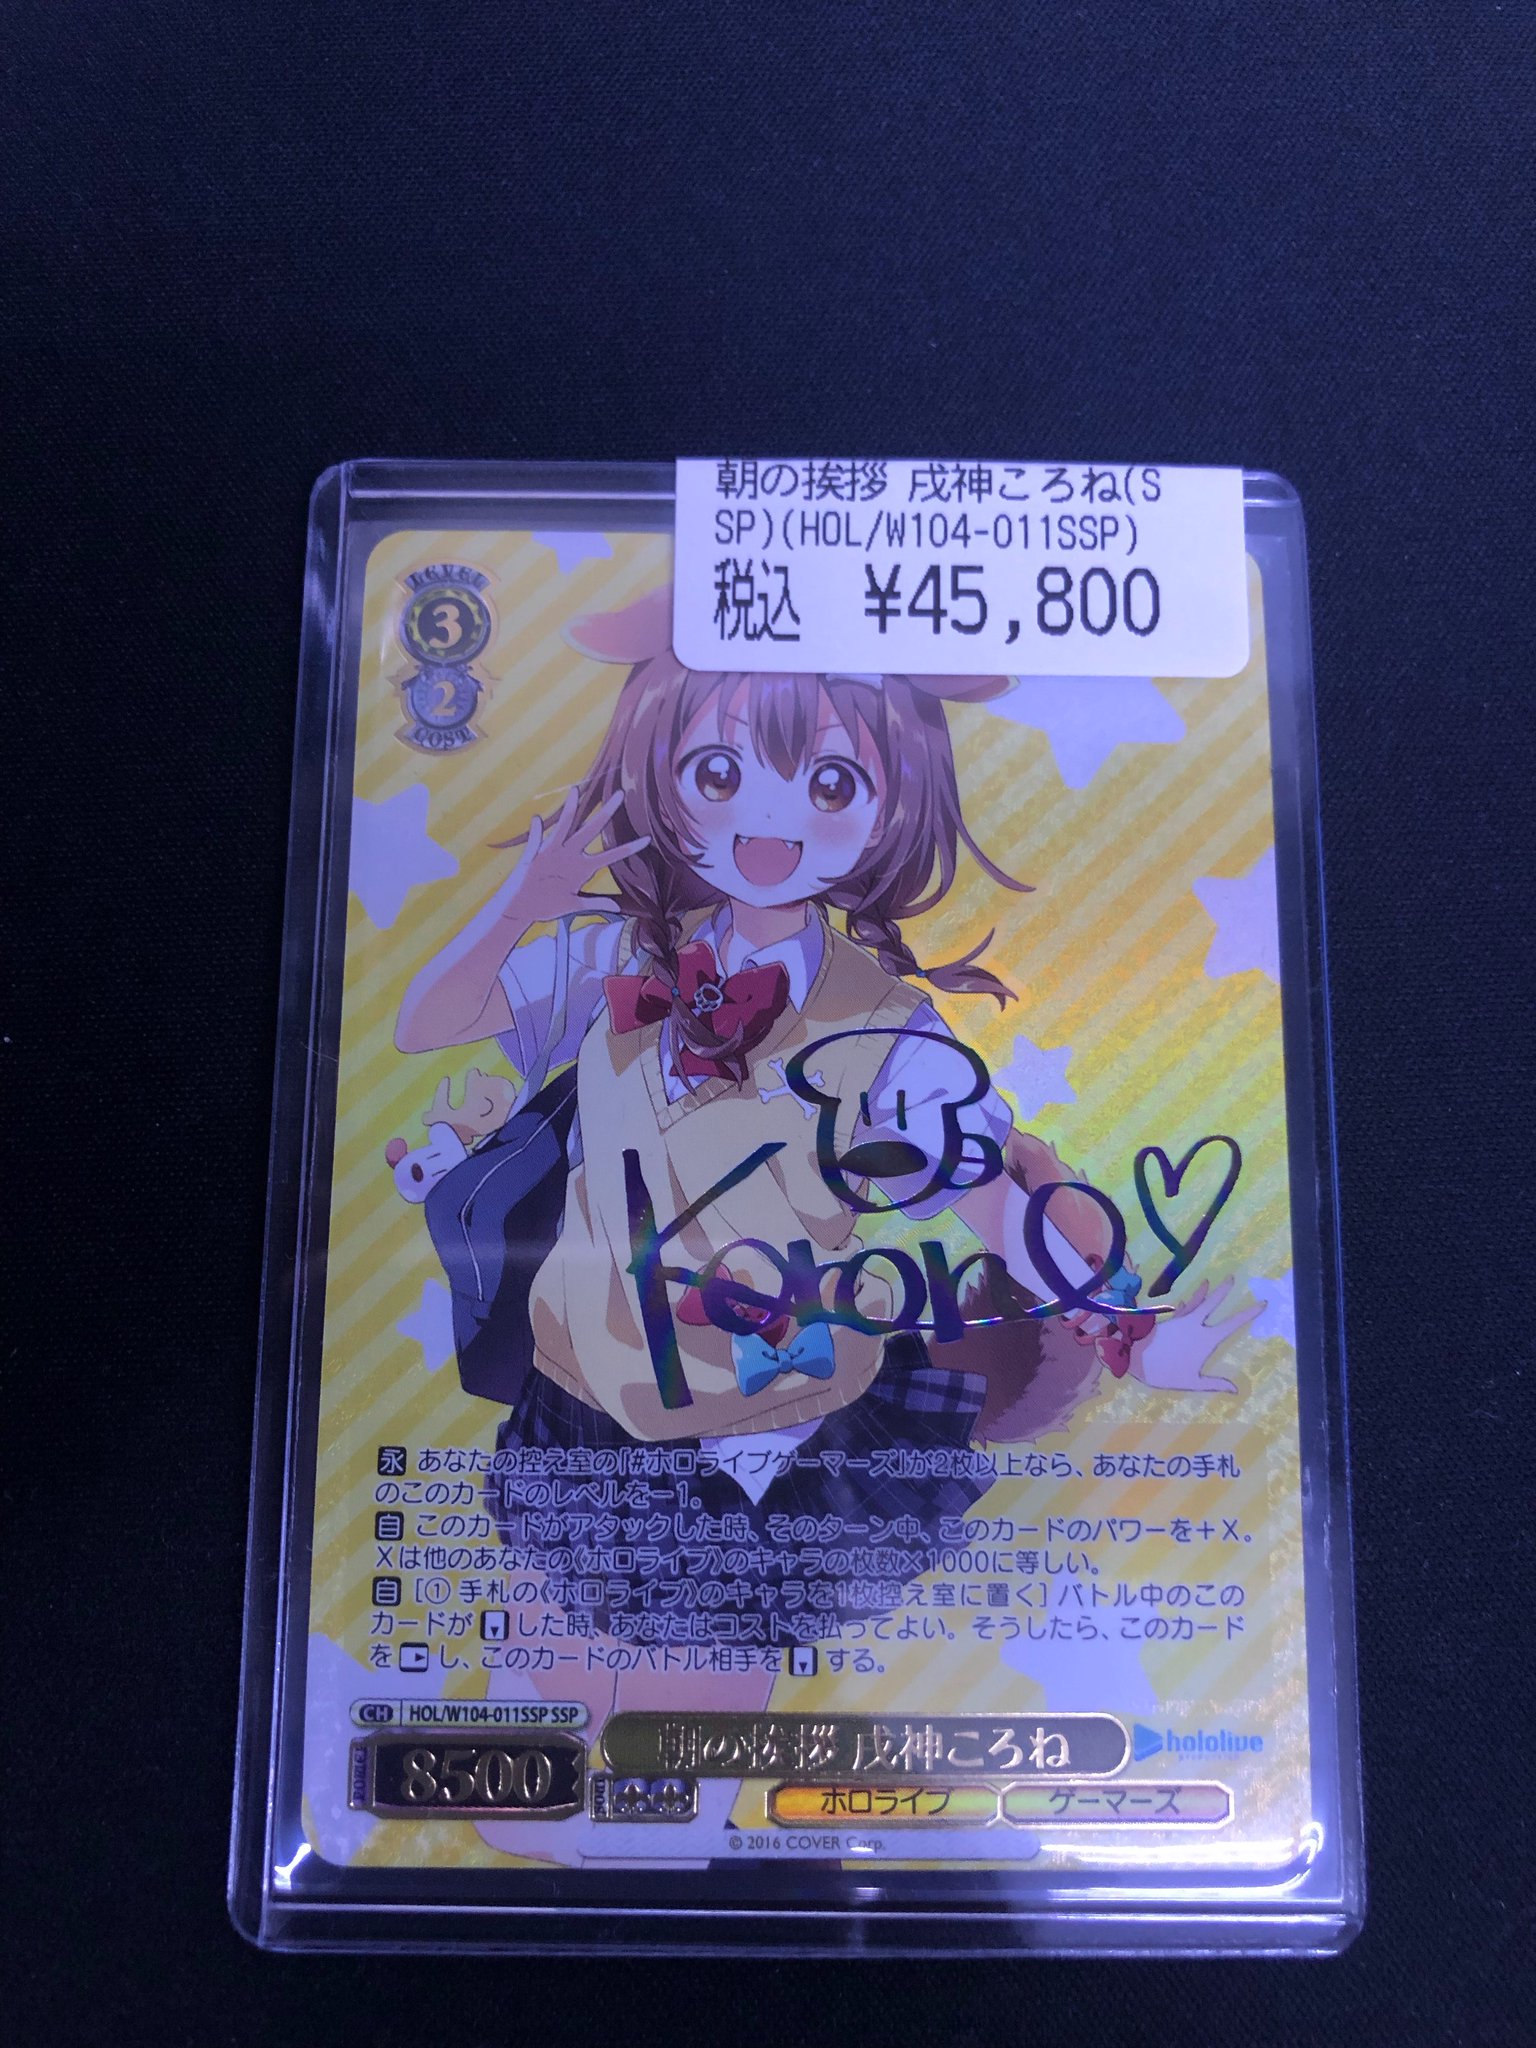 朝の挨拶 戌神ころね(S
SP)(HOL/W104-011SSP)
税込 ¥45,800
LEVEL
3
2
COST
Korone
永 あなたの控え室の「#ホロライブゲーマーズ」が2枚以上なら、あなたの手札
のこのカードのレベルを−1。
自 このカードがアタックした時、そのターン中、このカードのパワーを＋X。
Xは他のあなたの《ホロライブ》のキャラの枚数×1000に等しい。
自 [① 手札の《ホロライブ》のキャラを1枚控え室に置く] バトル中のこの
カードが した時、あなたはコストを払ってよい。そうしたら、このカード
を し、このカードのバトル相手を する。
CH HOL/W104-011SSP SSP
POWER 8500
朝の挨拶 戌神ころね
hololive
production
SOUL
ホロライブ ゲーマーズ
© 2016 COVER Corp.